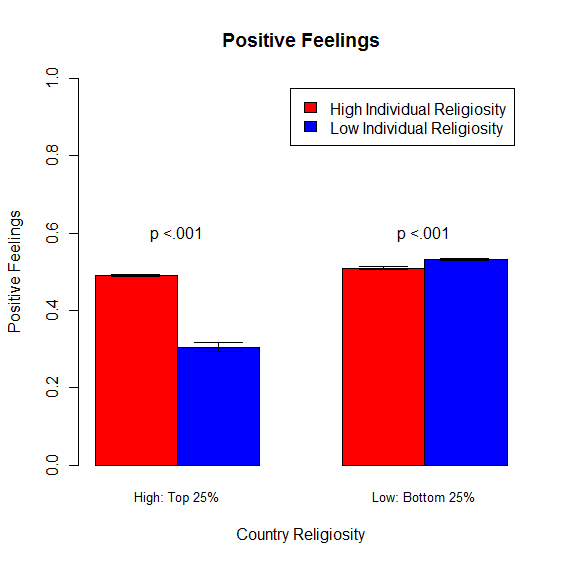 Positive Feelings
High Individual Religiosity
Low Individual Religiosity
Positive Feelings
1.0
0.8
0.6
0.4
0.2
0.0
p <.001
p <.001
High: Top 25%
Low: Bottom 25%
Country Religiosity